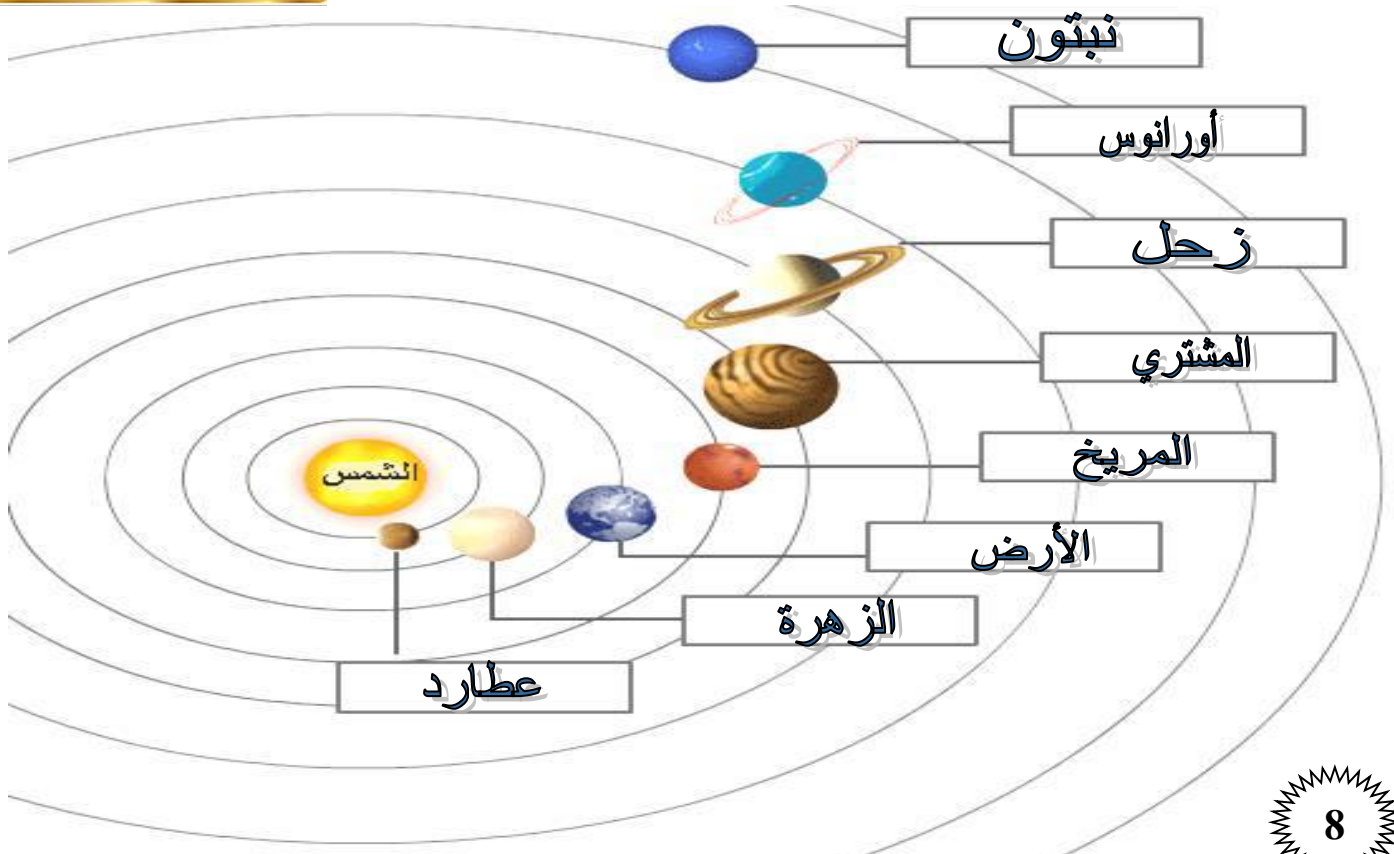 نبتون
أورانوس
زحل
المشتري
المريخ
الشمس
الأرض
الزهرة
عطارد
8